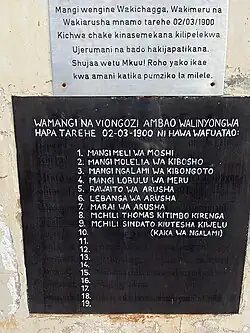 Mangi wengine Wakichagga, Wakimeru na
Wakiarusha mnamo tarehe 02/03/1900
Kichwa chake kinasemekana kilipelekwa
Ujerumani na bado hakijapatikana.
Shujaa wetu Mkuu! Roho yako ikae
kwa amani katika pumziko la milele.
WAMANGI NA VIONGOZI AMBAO WALINYONGWA
HAPA TAREHE 02-03-1900 NI HAWA WAFUATAO:
1. MANGI MELI WA MOSHI
2. MANGI MOLELIA WA KIBOSHO
3. MANGI NGALAMI WA KIBONGOTO
4. MANGI LOBULU WA MERU
5. RAWAITO WA ARUSHA
6. LEBANGA WA ARUSHA
7. MARAI WA ARUSHA
8. MCHILI THOMAS KITIMBO KIRENGA
9. MCHILI SINDATO KIUTESHA KIWELU
10. (KAKA WA NGALAMI)
11.
12.
13.
14.
15.
16.
17.
18.
19.